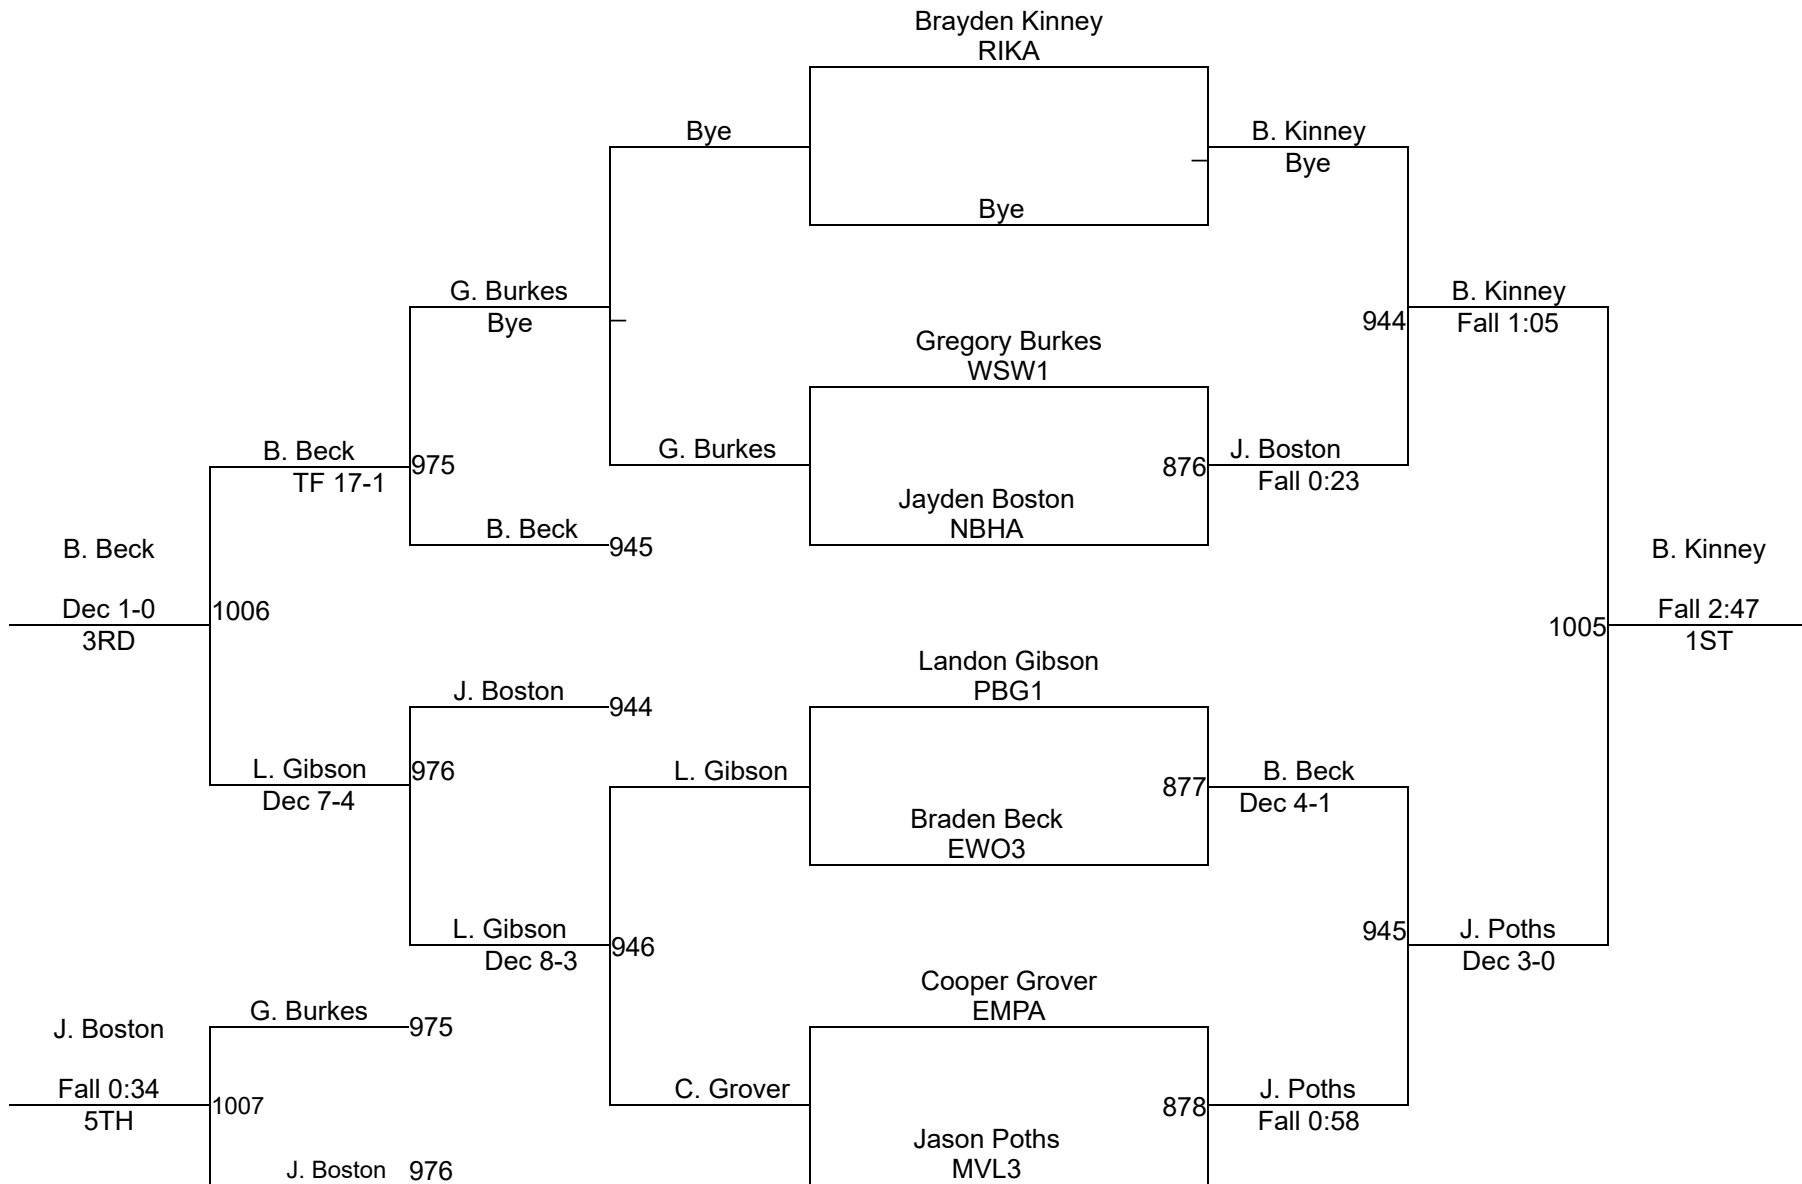 Brayden Kinney
RIKA
Bye
B. Kinney
Bye
Bye
G. Burkes
Bye
B. Kinney
Fall 1:05
944
Gregory Burkes
WSW1
B. Beck
TF 17-1
975
G. Burkes
876
J. Boston
Fall 0:23
Jayden Boston
NBHA
B. Beck
945
B. Beck
Dec 1-0
3RD
1006
B. Kinney
Fall 2:47
1ST
1005
Landon Gibson
PBG1
J. Boston
944
L. Gibson
Dec 7-4
976
L. Gibson
877
B. Beck
Dec 4-1
Braden Beck
EWO3
L. Gibson
Dec 8-3
946
945
J. Poths
Dec 3-0
Cooper Grover
EMPA
G. Burkes
975
J. Boston
Fall 0:34
5TH
1007
C. Grover
878
J. Poths
Fall 0:58
Jason Poths
MVL3
J. Boston
976